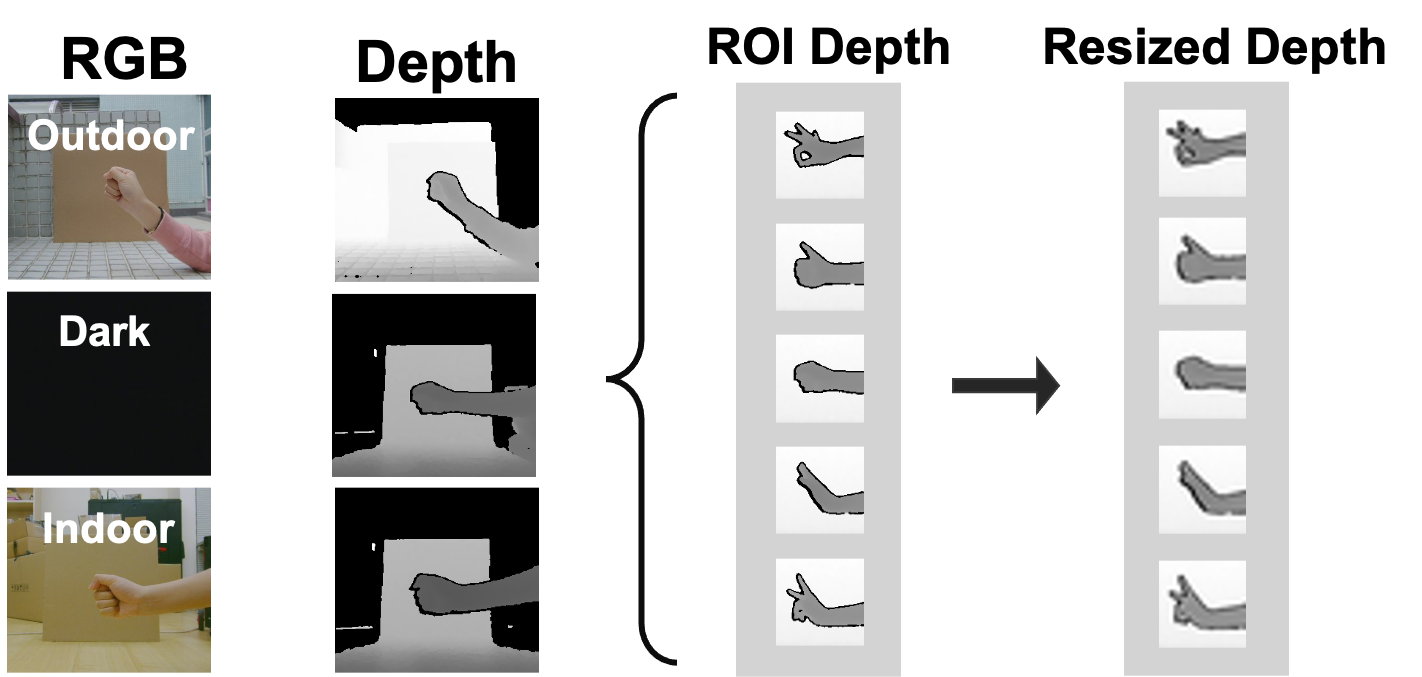 RGB
Depth
ROI Depth
Resized Depth
Outdoor
Dark
Indoor